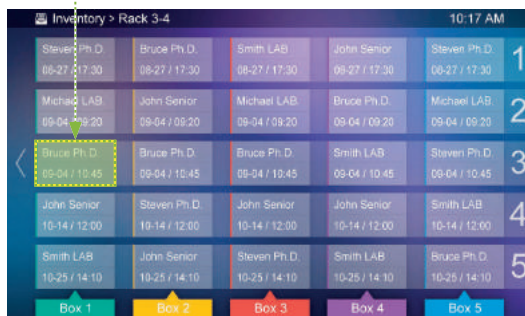 Inventory > Rack 3-4 10:17 AM
Steven Ph.D. Bruce Ph.D. Smith LAB John Senior Steven Ph.D. 1
08-27 / 17:30 08-27 / 17:30 08-27 / 17:30 08-27 / 17:30 08-27 / 17:30
Michael LAB John Senior Michael LAB Bruce Ph.D. Michael LAB 2
09-04 / 09:20 09-04 / 09:20 09-04 / 09:20 09-04 / 09:20 09-04 / 09:20
Bruce Ph.D. Bruce Ph.D. Bruce Ph.D. Smith LAB Steven Ph.D. 3
09-04 / 10:45 09-04 / 10:45 09-04 / 10:45 09-04 / 10:45 09-04 / 10:45
John Senior Steven Ph.D. John Senior John Senior Smith LAB 4
10-14 / 12:00 10-14 / 12:00 10-14 / 12:00 10-14 / 12:00 10-14 / 12:00
Smith LAB John Senior Steven Ph.D. Smith LAB Bruce Ph.D. 5
10-25 / 14:10 10-25 / 14:10 10-25 / 14:10 10-25 / 14:10 10-25 / 14:10
Box 1 Box 2 Box 3 Box 4 Box 5